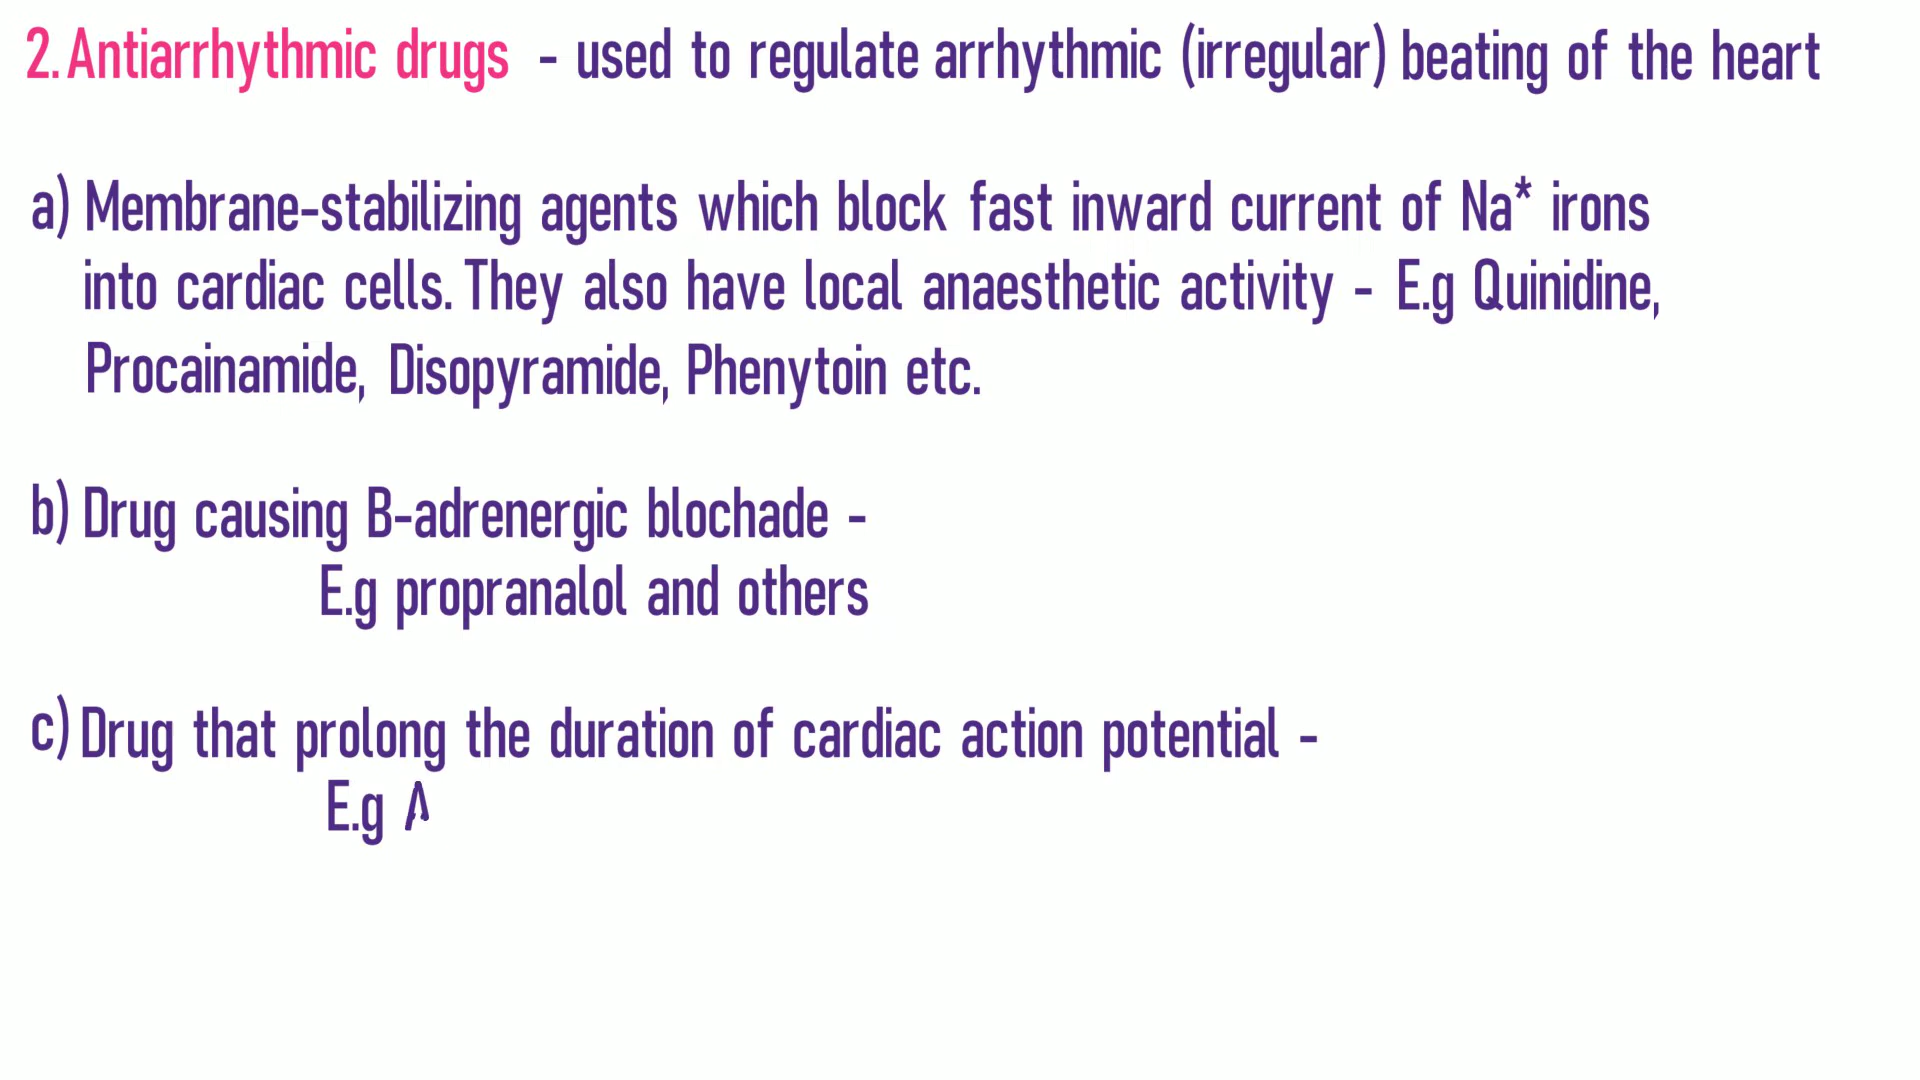 2. Antiarrhythmic drugs - used to regulate arrhythmic (irregular) beating of the heart
a) Membrane-stabilizing agents which block fast inward current of Na* irons
into cardiac cells. They also have local anaesthetic activity - E.g Quinidine,
Procainamide, Disopyramide, Phenytoin etc.
b) Drug causing B-adrenergic blochade -
E.g propranalol and others
c) Drug that prolong the duration of cardiac action potential -
E.g A